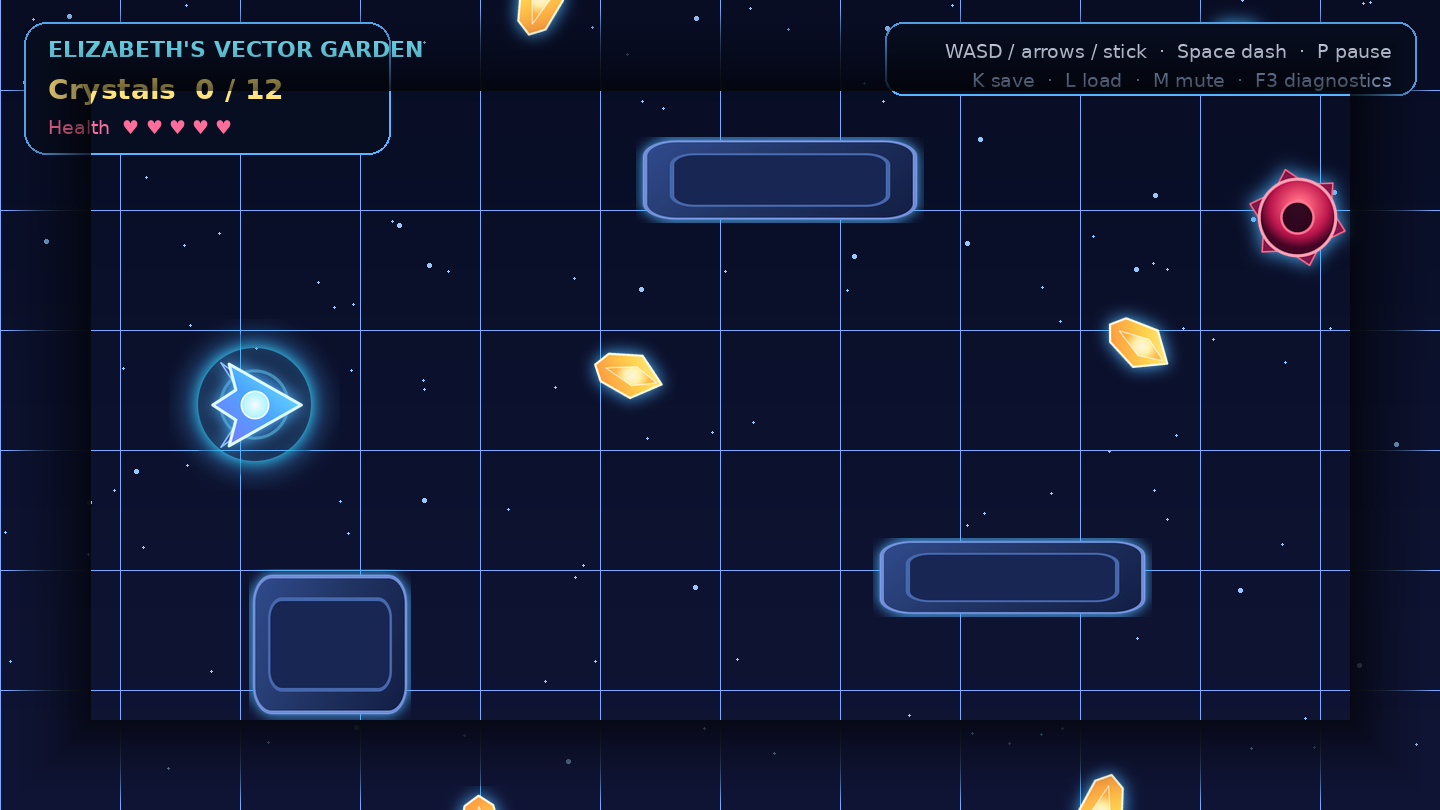 ELIZABETH'S VECTOR GARDEN
Crystals 0 / 12
Health ♥ ♥ ♥ ♥ ♥
WASD / arrows / stick · Space dash · P pause
K save · L load · M mute · F3 diagnostics